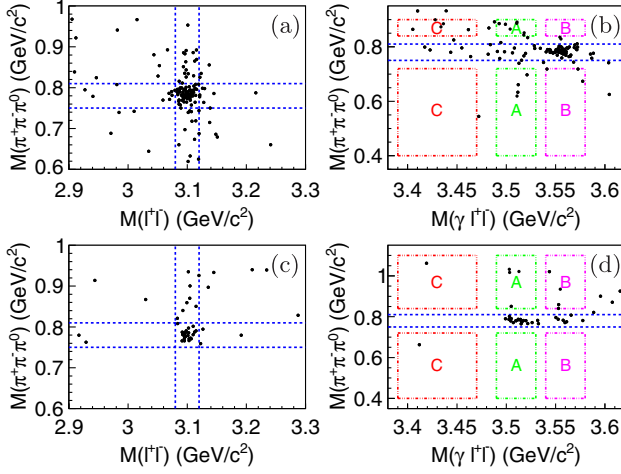 M(π⁺π⁻π⁰) (GeV/c²)
1
0.9
0.8
0.7
0.6
2.9 3 3.1 3.2 3.3
M(l⁺l⁻) (GeV/c²)
(a)
M(π⁺π⁻π⁰) (GeV/c²)
0.8
0.6
0.4
3.4 3.45 3.5 3.55 3.6
M(γ l⁺l⁻) (GeV/c²)
C A B
C A B
(b)
M(π⁺π⁻π⁰) (GeV/c²)
1
0.9
0.8
0.7
0.6
2.9 3 3.1 3.2 3.3
M(l⁺l⁻) (GeV/c²)
(c)
M(π⁺π⁻π⁰) (GeV/c²)
1
0.8
0.6
0.4
3.4 3.45 3.5 3.55 3.6
M(γ l⁺l⁻) (GeV/c²)
C A B
C A B
(d)